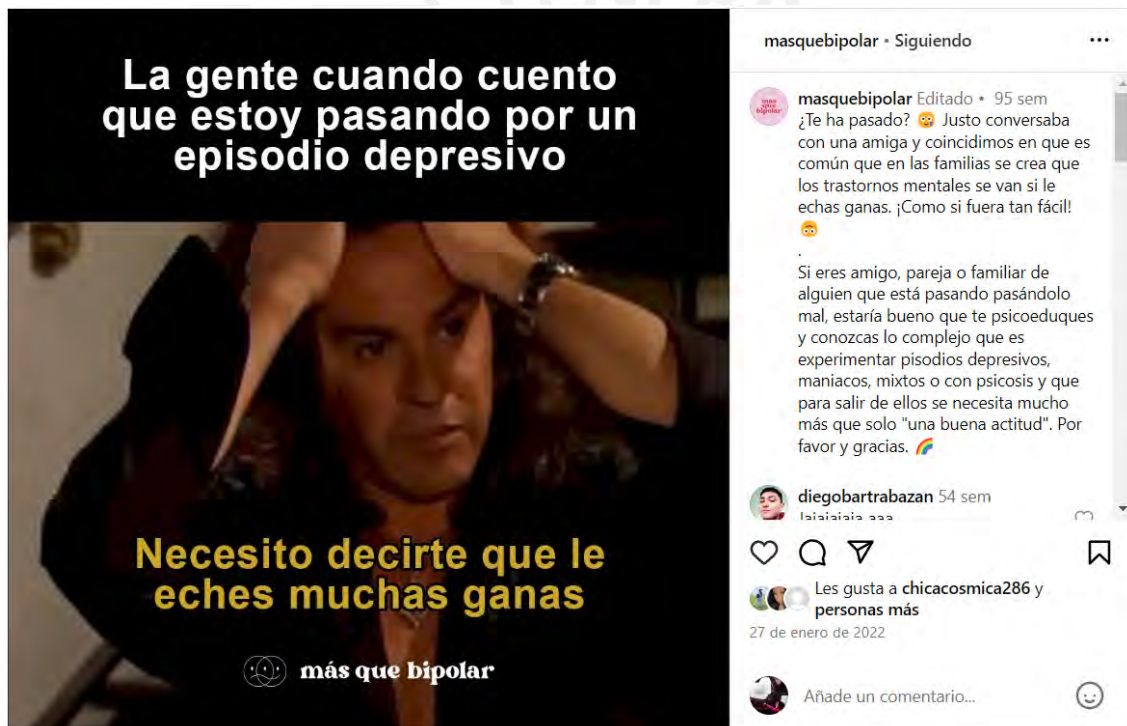 La gente cuando cuento
que estoy pasando por un
episodio depresivo
Necesito decirte que le
eches muchas ganas
más que bipolar
masquebipolar • Siguiendo
más
que
bipolar
masquebipolar Editado • 95 sem
¿Te ha pasado? 🤡 Justo conversaba
con una amiga y coincidimos en que es
común que en las familias se crea que
los trastornos mentales se van si le
echas ganas. ¡Como si fuera tan fácil!
🙃
.
Si eres amigo, pareja o familiar de
alguien que está pasando pasándolo
mal, estaría bueno que te psicoeduques
y conozcas lo complejo que es
experimentar pisodios depresivos,
maniacos, mixtos o con psicosis y que
para salir de ellos se necesita mucho
más que solo "una buena actitud". Por
favor y gracias. 🌈
diegobartrabazan 54 sem
Les gusta a chicacosmica286 y
personas más
27 de enero de 2022
Añade un comentario...